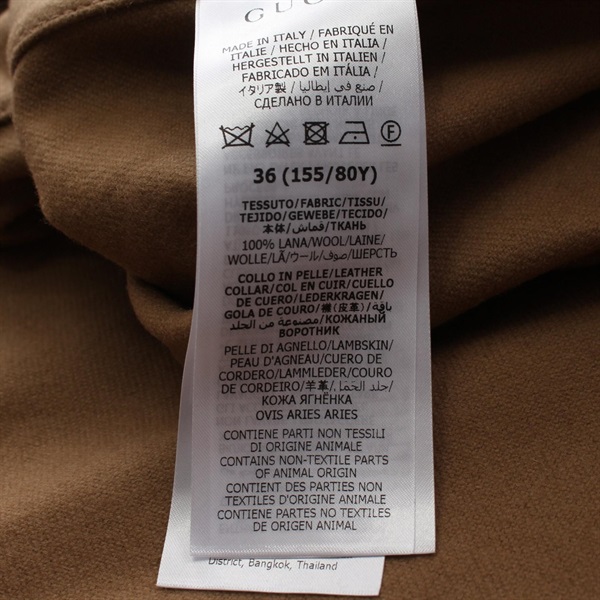 GUC
MADE IN ITALY / FABRIQUÉ EN
ITALIE / HECHO EN ITALIA /
HERGESTELLT IN ITALIEN /
FABRICADO EM ITÁLIA /
イタリア製 / صنع في إيطاليا /
СДЕЛАНО В ИТАЛИИ
36 (155/80Y)
TESSUTO/FABRIC/TISSU/
TEJIDO/GEWEBE/TECIDO/
本体/قماش/ТКАНЬ
100% LANA/WOOL/LAINE/
WOLLE/LÃ/ウール/صوف/ШЕРСТЬ
COLLO IN PELLE/LEATHER
COLLAR/COL EN CUIR/CUELLO
DE CUERO/LEDERKRAGEN/
GOLA DE COURO/襟(皮革)/ياقة
مصنوعة من الجلد/КОЖАНЫЙ
ВОРОТНИК
PELLE DI AGNELLO/LAMBSKIN/
PEAU D'AGNEAU/CUERO DE
CORDERO/LAMMLEDER/COURO
DE CORDEIRO/羊革/جلد الحَمَل/
КОЖА ЯГНЁНКА
OVIS ARIES ARIES
CONTIENE PARTI NON TESSILI
DI ORIGINE ANIMALE
CONTAINS NON-TEXTILE PARTS
OF ANIMAL ORIGIN
CONTIENT DES PARTIES NON
TEXTILES D'ORIGINE ANIMALE
CONTIENE PARTES NO TEXTILES
DE ORIGEN ANIMAL
District, Bangkok, Thailand